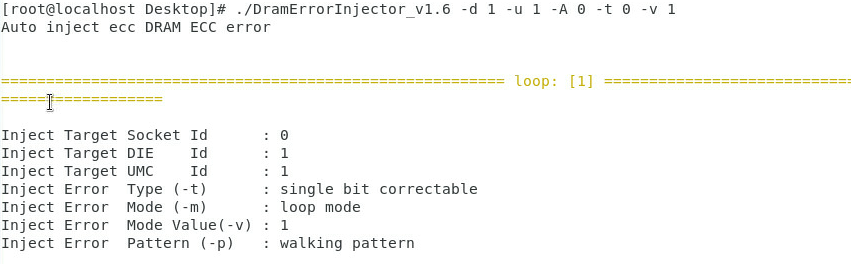 [root@localhost Desktop]# ./DramErrorInjector_v1.6 -d 1 -u 1 -A 0 -t 0 -v 1
Auto inject ecc DRAM ECC error
======================================================== loop: [1] ============================
==================
Inject Target Socket Id      : 0
Inject Target DIE    Id      : 1
Inject Target UMC    Id      : 1
Inject Error  Type (-t)      : single bit correctable
Inject Error  Mode (-m)      : loop mode
Inject Error  Mode Value(-v) : 1
Inject Error  Pattern (-p)   : walking pattern